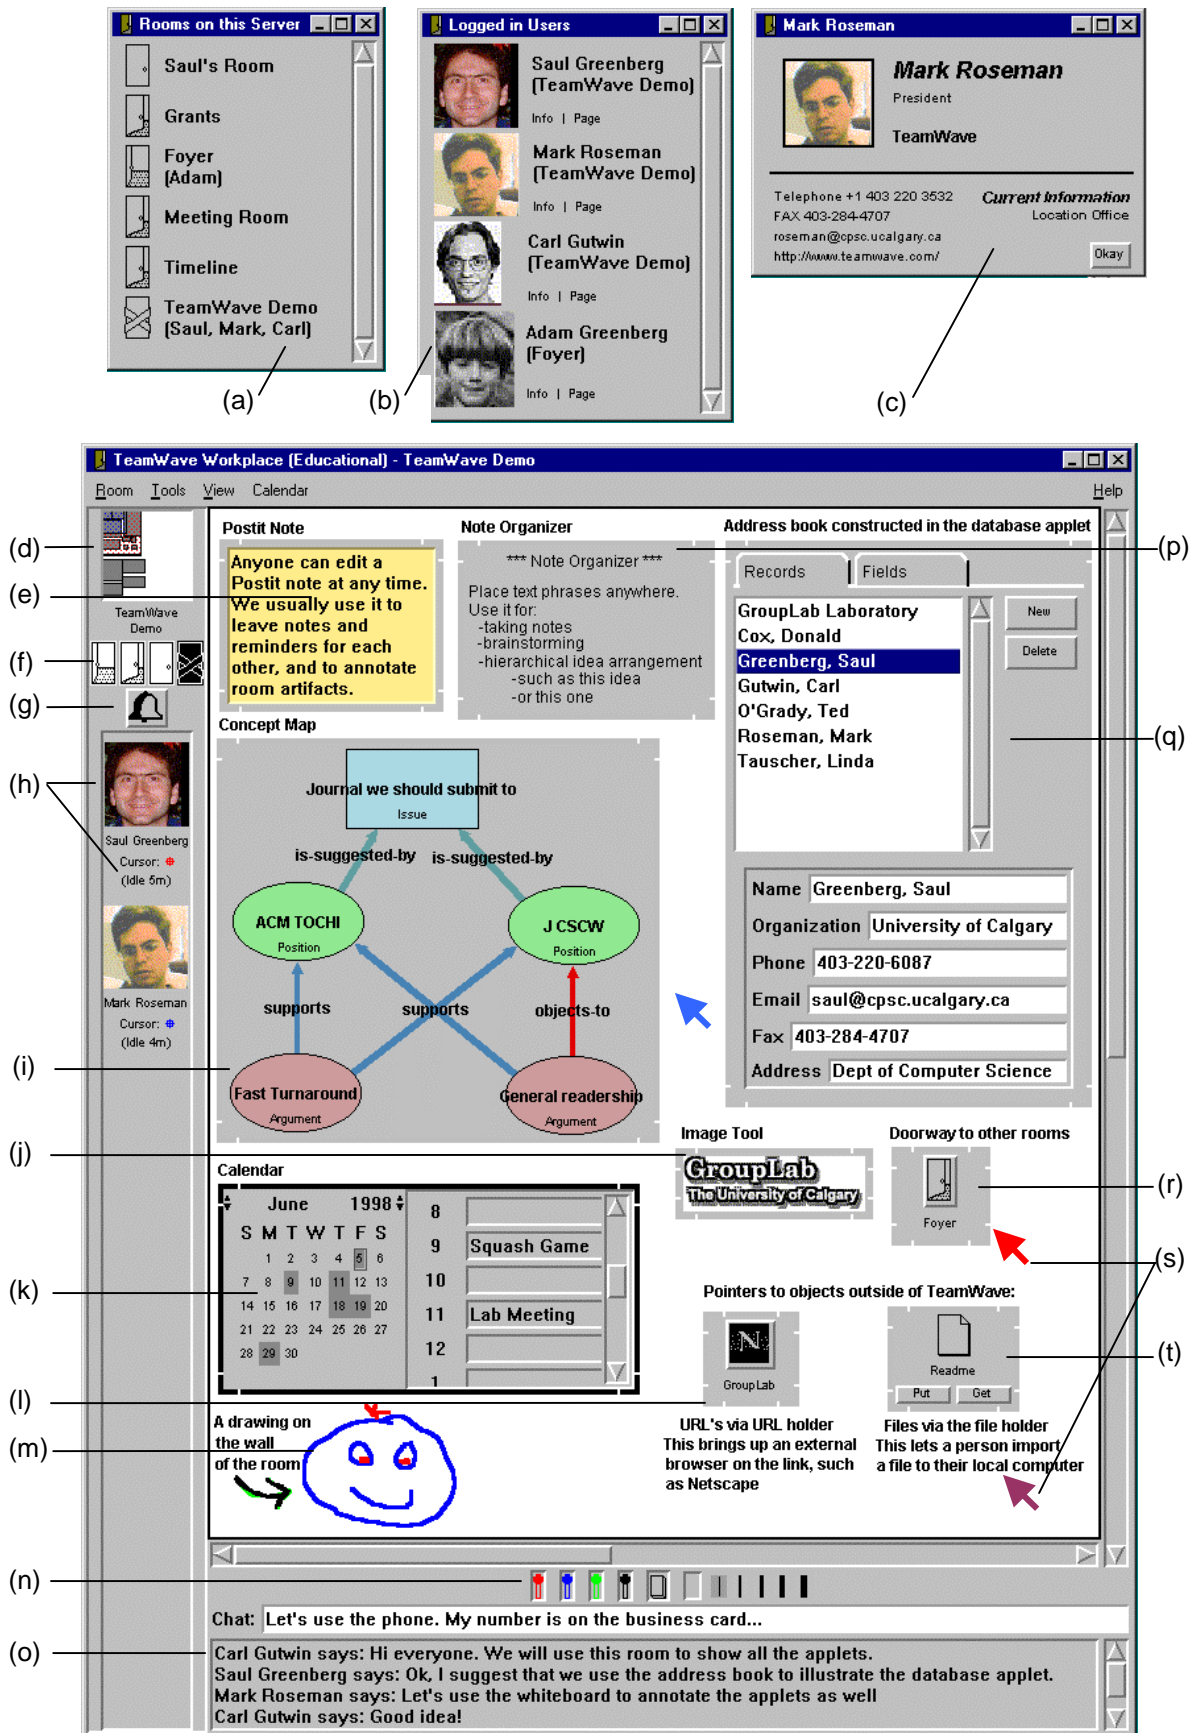 Rooms on this Server
Saul's Room
Grants
Foyer
(Adam)
Meeting Room
Timeline
TeamWave Demo
(Saul, Mark, Carl)
(a)
Logged in Users
Saul Greenberg
(TeamWave Demo)
Info | Page
Mark Roseman
(TeamWave Demo)
Info | Page
Carl Gutwin
(TeamWave Demo)
Info | Page
Adam Greenberg
(Foyer)
Info | Page
(b)
Mark Roseman
Mark Roseman
President
TeamWave
Telephone +1 403 220 3532
FAX 403-284-4707
roseman@cpsc.ucalgary.ca
http://www.teamwave.com/
Current Information
Location Office
Okay
(c)
TeamWave Workplace (Educational) - TeamWave Demo
Room Tools View Calendar Help
(d)
TeamWave
Demo
(e)
(f)
(g)
(h)
Saul Greenberg
Cursor:
(Idle 5m)
Mark Roseman
Cursor:
(Idle 4m)
Postit Note
Anyone can edit a
Postit note at any time.
We usually use it to
leave notes and
reminders for each
other, and to annotate
room artifacts.
Note Organizer
*** Note Organizer ***
Place text phrases anywhere.
Use it for:
-taking notes
-brainstorming
-hierarchical idea arrangement
-such as this idea
-or this one
(p)
Address book constructed in the database applet
Records Fields
GroupLab Laboratory
Cox, Donald
Greenberg, Saul
Gutwin, Carl
O'Grady, Ted
Roseman, Mark
Tauscher, Linda
New
Delete
(q)
Name Greenberg, Saul
Organization University of Calgary
Phone 403-220-6087
Email saul@cpsc.ucalgary.ca
Fax 403-284-4707
Address Dept of Computer Science
Concept Map
Journal we should submit to
Issue
is-suggested-by is-suggested-by
ACM TOCHI
Position
J CSCW
Position
supports supports objects-to
Fast Turnaround
Argument
General readership
Argument
(i)
(j)
Image Tool
GroupLab
The University of Calgary
Doorway to other rooms
Foyer
(r)
(s)
Calendar
June 1998
S M T W T F S
1 2 3 4 5 6
7 8 9 10 11 12 13
14 15 16 17 18 19 20
21 22 23 24 25 26 27
28 29 30
8
9 Squash Game
10
11 Lab Meeting
12
1
(k)
Pointers to objects outside of TeamWave:
N
GroupLab
Readme
Put Get
(t)
(l)
URL's via URL holder
This brings up an external
browser on the link, such
as Netscape
Files via the file holder
This lets a person import
a file to their local computer
A drawing on
the wall
of the room
(m)
(n)
Chat: Let's use the phone. My number is on the business card...
(o)
Carl Gutwin says: Hi everyone. We will use this room to show all the applets.
Saul Greenberg says: Ok, I suggest that we use the address book to illustrate the database applet.
Mark Roseman says: Let's use the whiteboard to annotate the applets as well
Carl Gutwin says: Good idea!